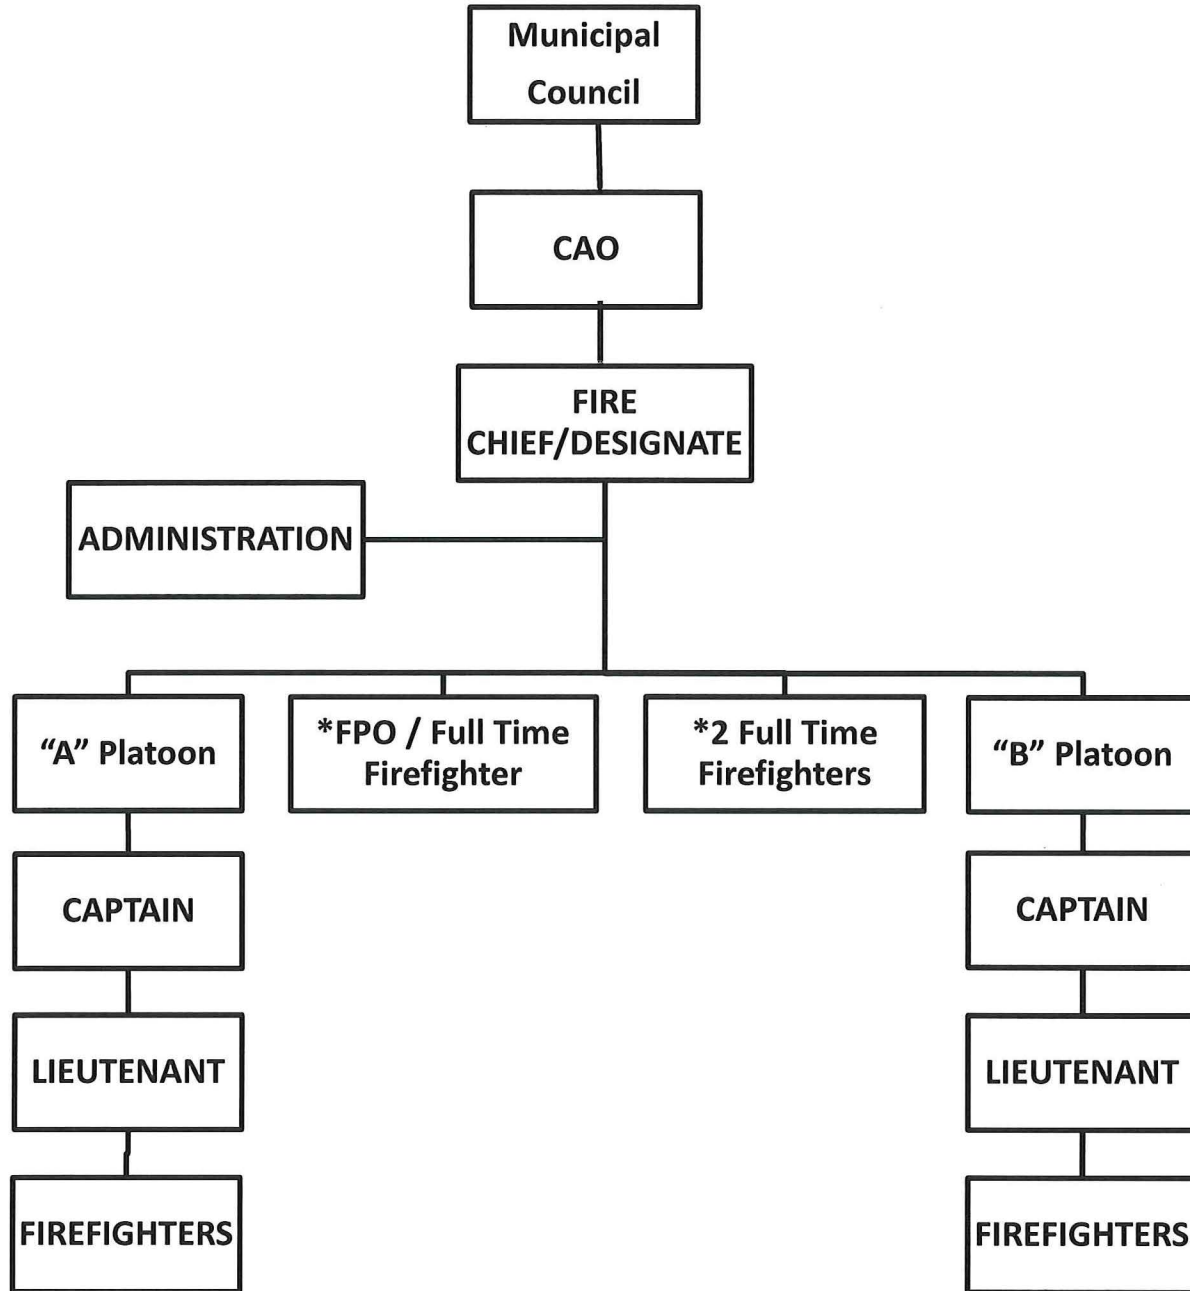 Municipal
Council
CAO
FIRE
CHIEF/DESIGNATE
ADMINISTRATION
“A” Platoon
*FPO / Full Time
Firefighter
*2 Full Time
Firefighters
“B” Platoon
CAPTAIN
CAPTAIN
LIEUTENANT
LIEUTENANT
FIREFIGHTERS
FIREFIGHTERS